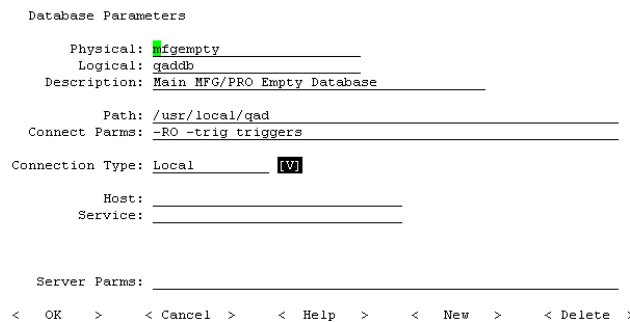 Database Parameters
Physical: mfgempty
Logical: qaddb
Description: Main MFG/PRO Empty Database
Path: /usr/local/qad
Connect Parms: -RO -trig triggers
Connection Type: Local [V]
Host:
Service:
Server Parms:
< OK > < Cancel > < Help > < New > < Delete >